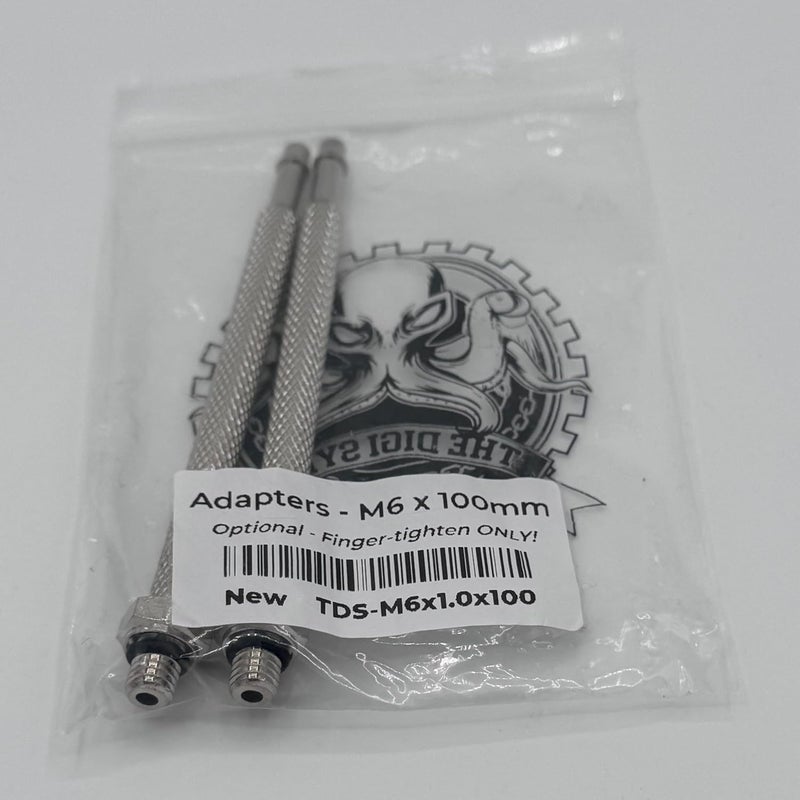 THE DIGI SY
Adapters - M6 x 100mm
Optional - Finger-tighten ONLY!
New TDS-M6x1.0x100